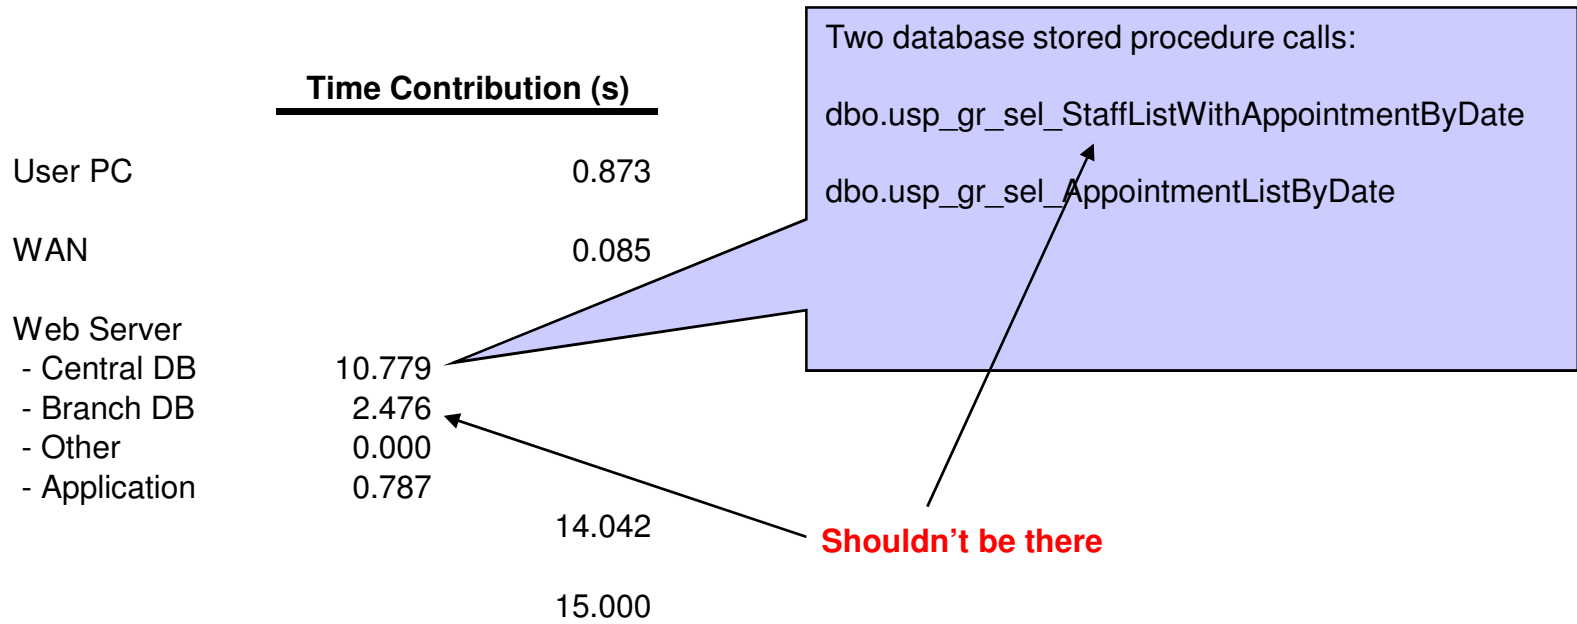 Two database stored procedure calls:
Time Contribution (s)
dbo.usp_gr_sel_StaffListWithAppointmentByDate
User PC 0.873
dbo.usp_gr_sel_AppointmentListByDate
WAN 0.085
Web Server
- Central DB 10.779
- Branch DB 2.476
- Other 0.000
- Application 0.787
14.042
Shouldn’t be there
15.000